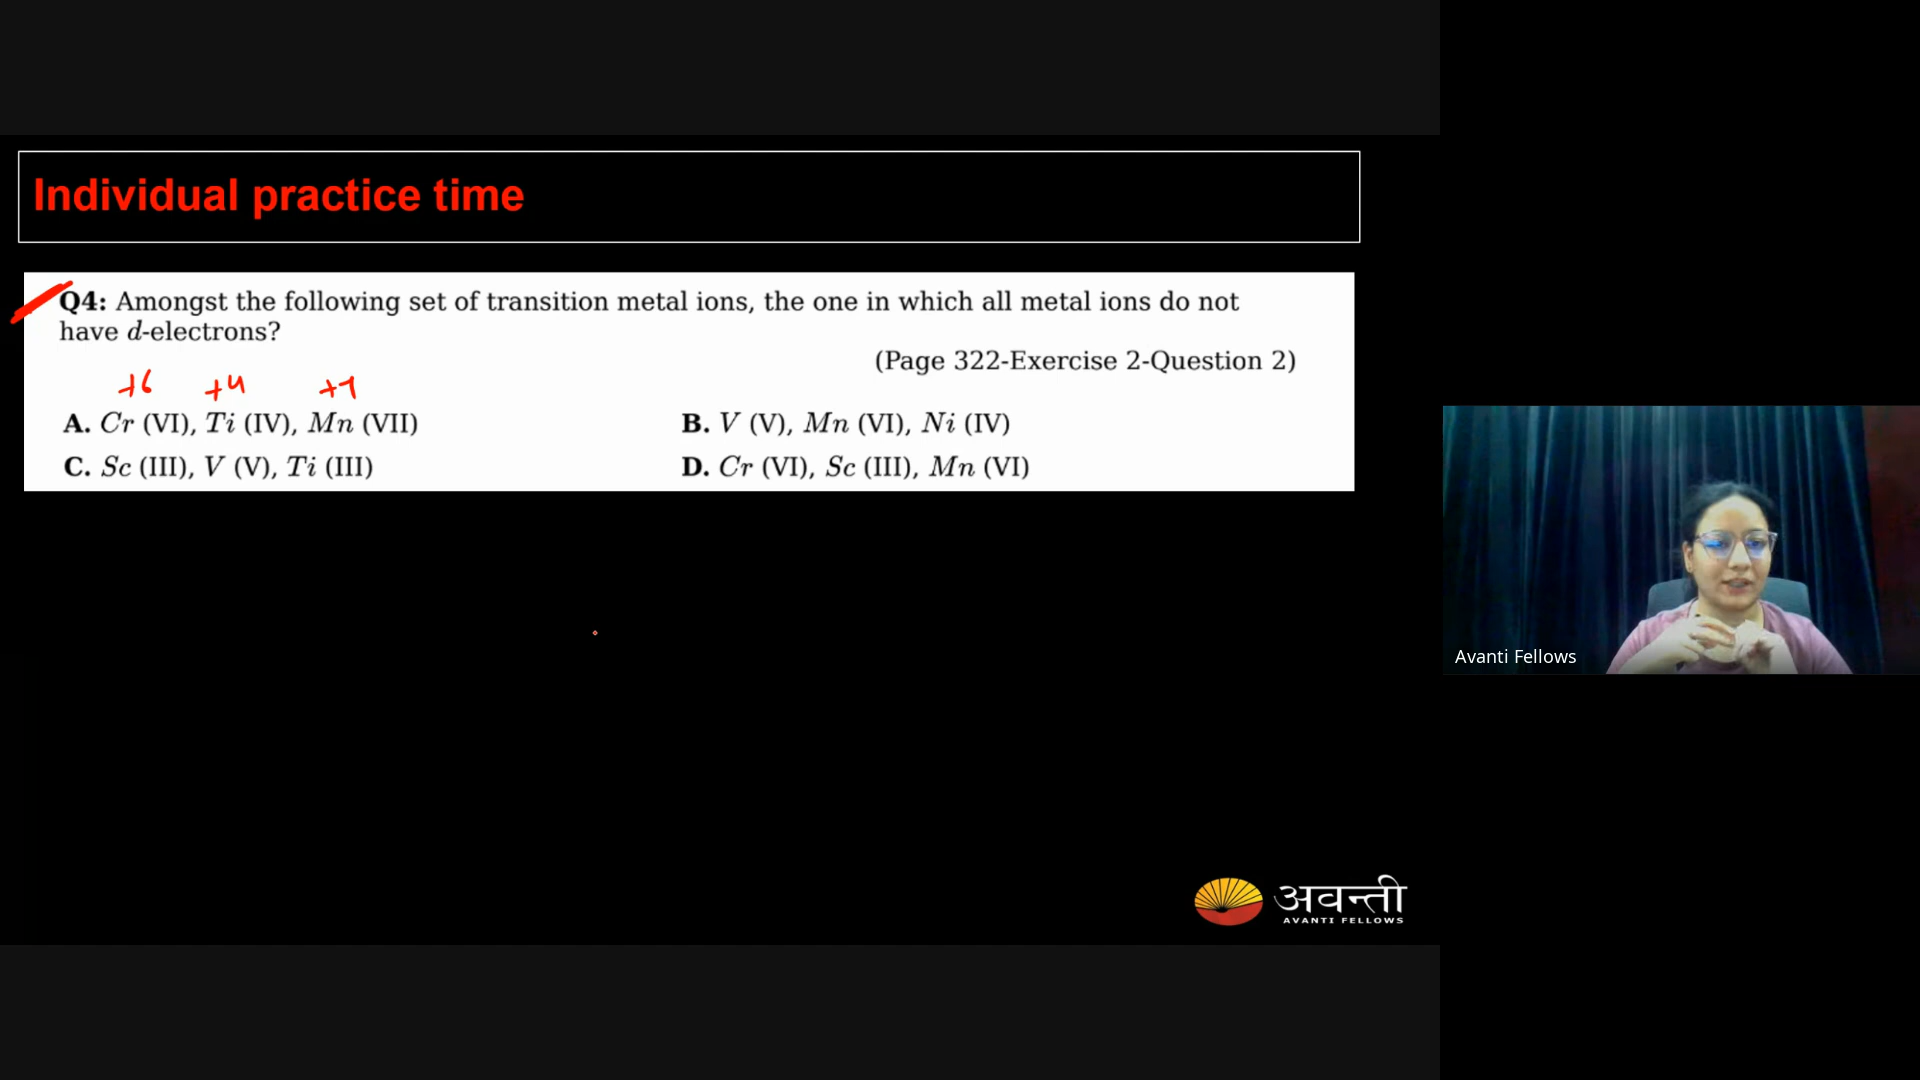 Individual practice time
Q4: Amongst the following set of transition metal ions, the one in which all metal ions do not
have d-electrons?
(Page 322-Exercise 2-Question 2)
+6 +4 +7
A. Cr (VI), Ti (IV), Mn (VII)
B. V (V), Mn (VI), Ni (IV)
C. Sc (III), V (V), Ti (III)
D. Cr (VI), Sc (III), Mn (VI)
Avanti Fellows
अवन्ती
AVANTI FELLOWS